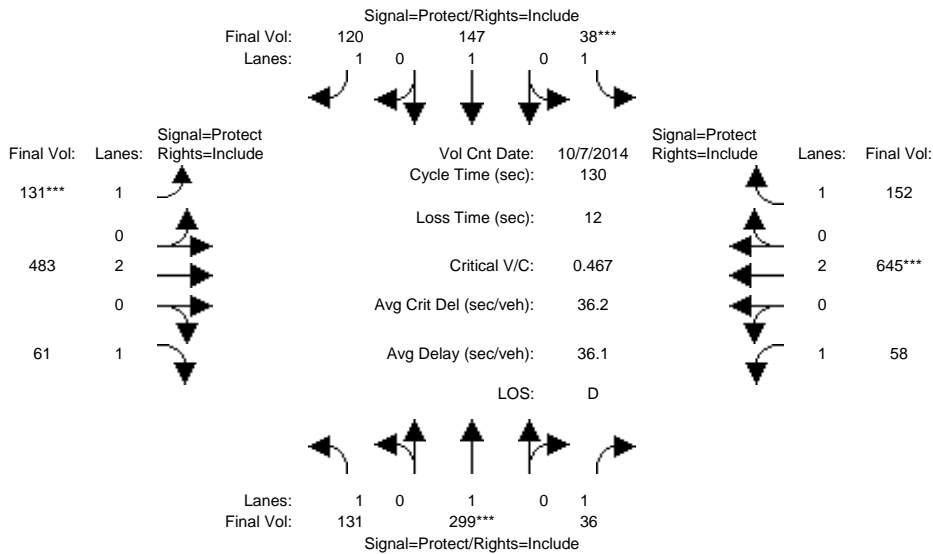 Signal=Protect/Rights=Include
Final Vol: 120 147 38***
Lanes: 1 0 1 0 1
Signal=Protect Signal=Protect
Final Vol: Lanes: Rights=Include Vol Cnt Date: 10/7/2014 Rights=Include Lanes: Final Vol:
Cycle Time (sec): 130
131*** 1 1 152
Loss Time (sec): 12
0 0
483 2 Critical V/C: 0.467 2 645***
0 Avg Crit Del (sec/veh): 36.2 0
61 1 Avg Delay (sec/veh): 36.1 1 58
LOS: D
Lanes: 1 0 1 0 1
Final Vol: 131 299*** 36
Signal=Protect/Rights=Include